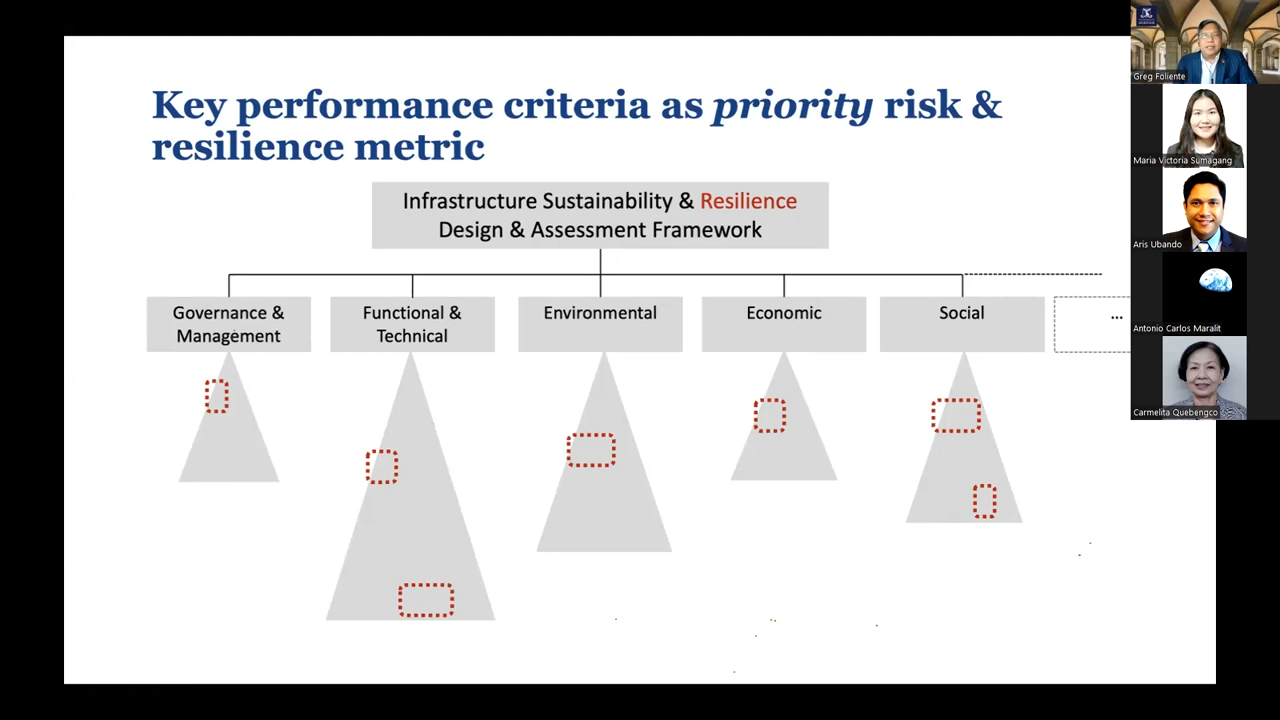 Key performance criteria as priority risk &
resilience metric
Infrastructure Sustainability & Resilience
Design & Assessment Framework
Governance &
Management
Functional &
Technical
Environmental
Economic
Social
...
Greg Foliente
Maria Victoria Sumagang
Aris Ubando
Antonio Carlos Maralit
Carmelita Quebengco